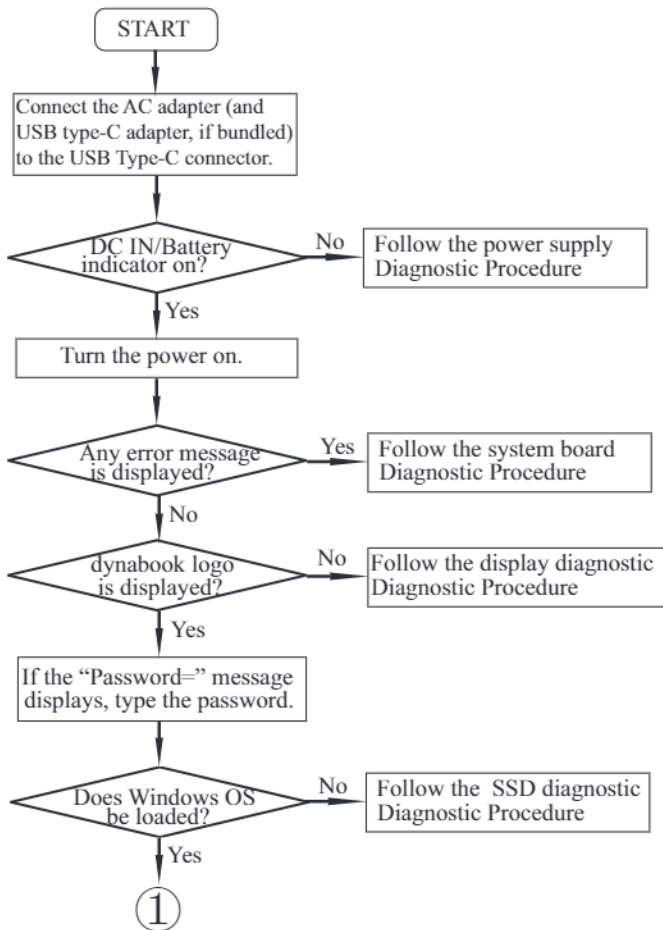 START
Connect the AC adapter (and
USB type-C adapter, if bundled)
to the USB Type-C connector.
DC IN/Battery
indicator on?
No
Follow the power supply
Diagnostic Procedure
Yes
Turn the power on.
Any error message
is displayed?
Yes
Follow the system board
Diagnostic Procedure
No
dynabook logo
is displayed?
No
Follow the display diagnostic
Diagnostic Procedure
Yes
If the “Password=” message
displays, type the password.
Does Windows OS
be loaded?
No
Follow the SSD diagnostic
Diagnostic Procedure
Yes
1